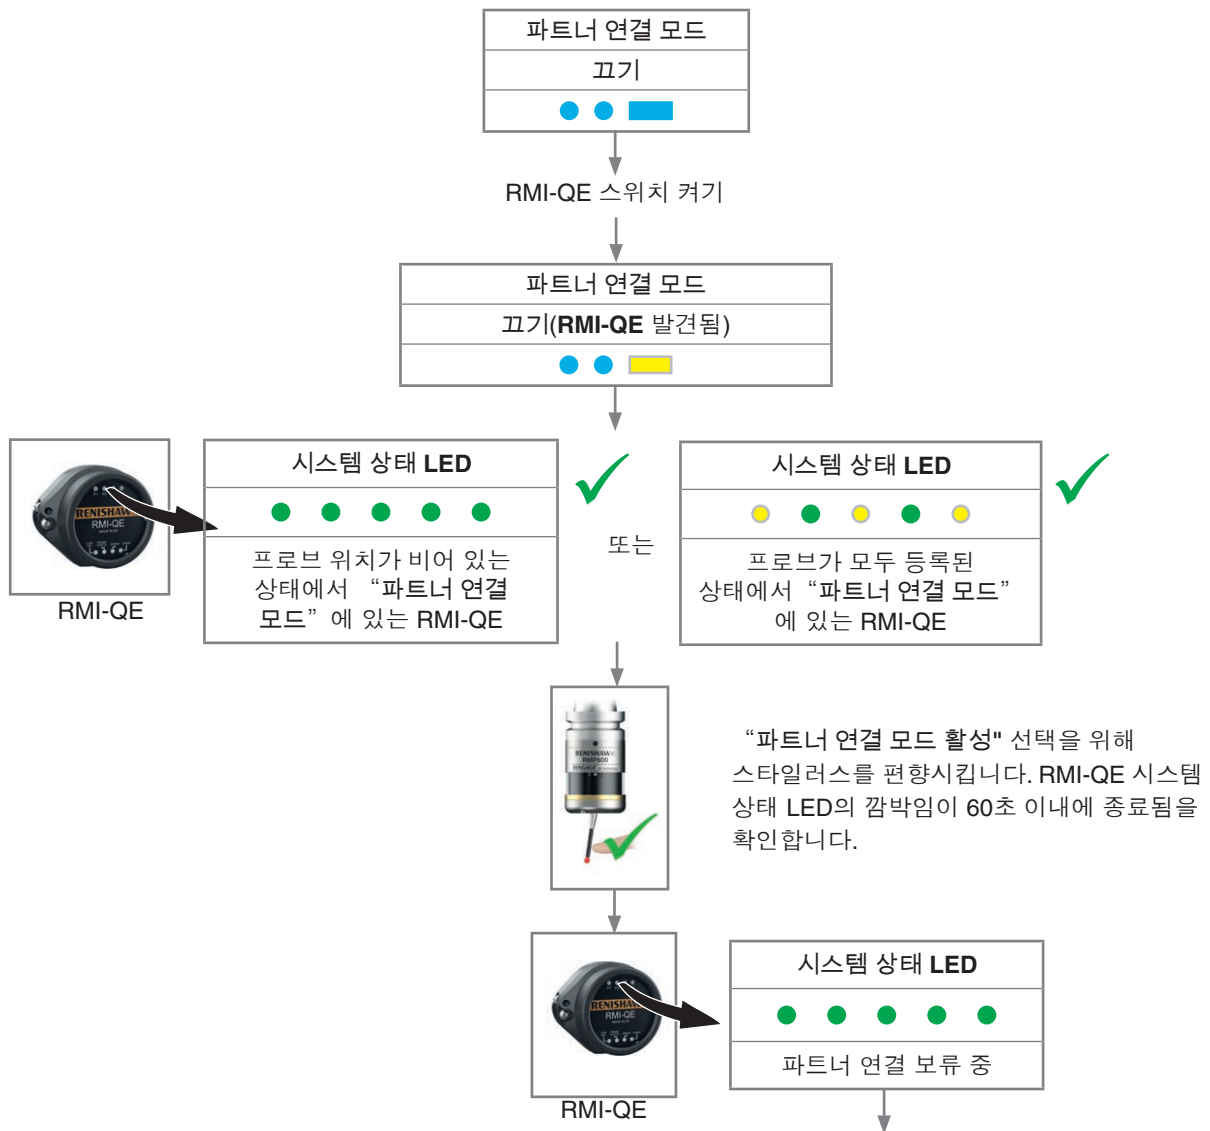 파트너 연결 모드
끄기
RMI-QE 스위치 켜기
파트너 연결 모드
끄기(RMI-QE 발견됨)
RENISHAW
RMI-QE
RMI-QE
시스템 상태 LED
프로브 위치가 비어 있는
상태에서 “파트너 연결
모드” 에 있는 RMI-QE
또는
시스템 상태 LED
프로브가 모두 등록된
상태에서 “파트너 연결 모드”
에 있는 RMI-QE
RENISHAW
RMP600
“파트너 연결 모드 활성" 선택을 위해
스타일러스를 편향시킵니다. RMI-QE 시스템
상태 LED의 깜박임이 60초 이내에 종료됨을
확인합니다.
RENISHAW
RMI-QE
RMI-QE
시스템 상태 LED
파트너 연결 보류 중